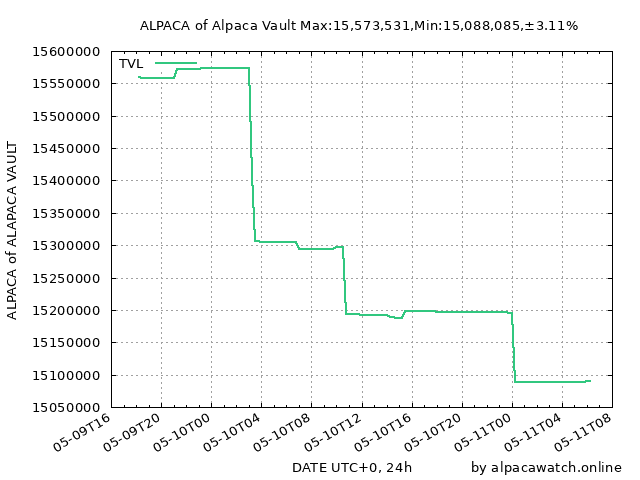 ALPACA of Alpaca Vault Max:15,573,531,Min:15,088,085,±3.11%
TVL
ALPACA of ALAPACA VAULT
15600000
15550000
15500000
15450000
15400000
15350000
15300000
15250000
15200000
15150000
15100000
15050000
05-09T16
05-09T20
05-10T00
05-10T04
05-10T08
05-10T12
05-10T16
05-10T20
05-11T00
05-11T04
05-11T08
DATE UTC+0, 24h
by alpacawatch.online